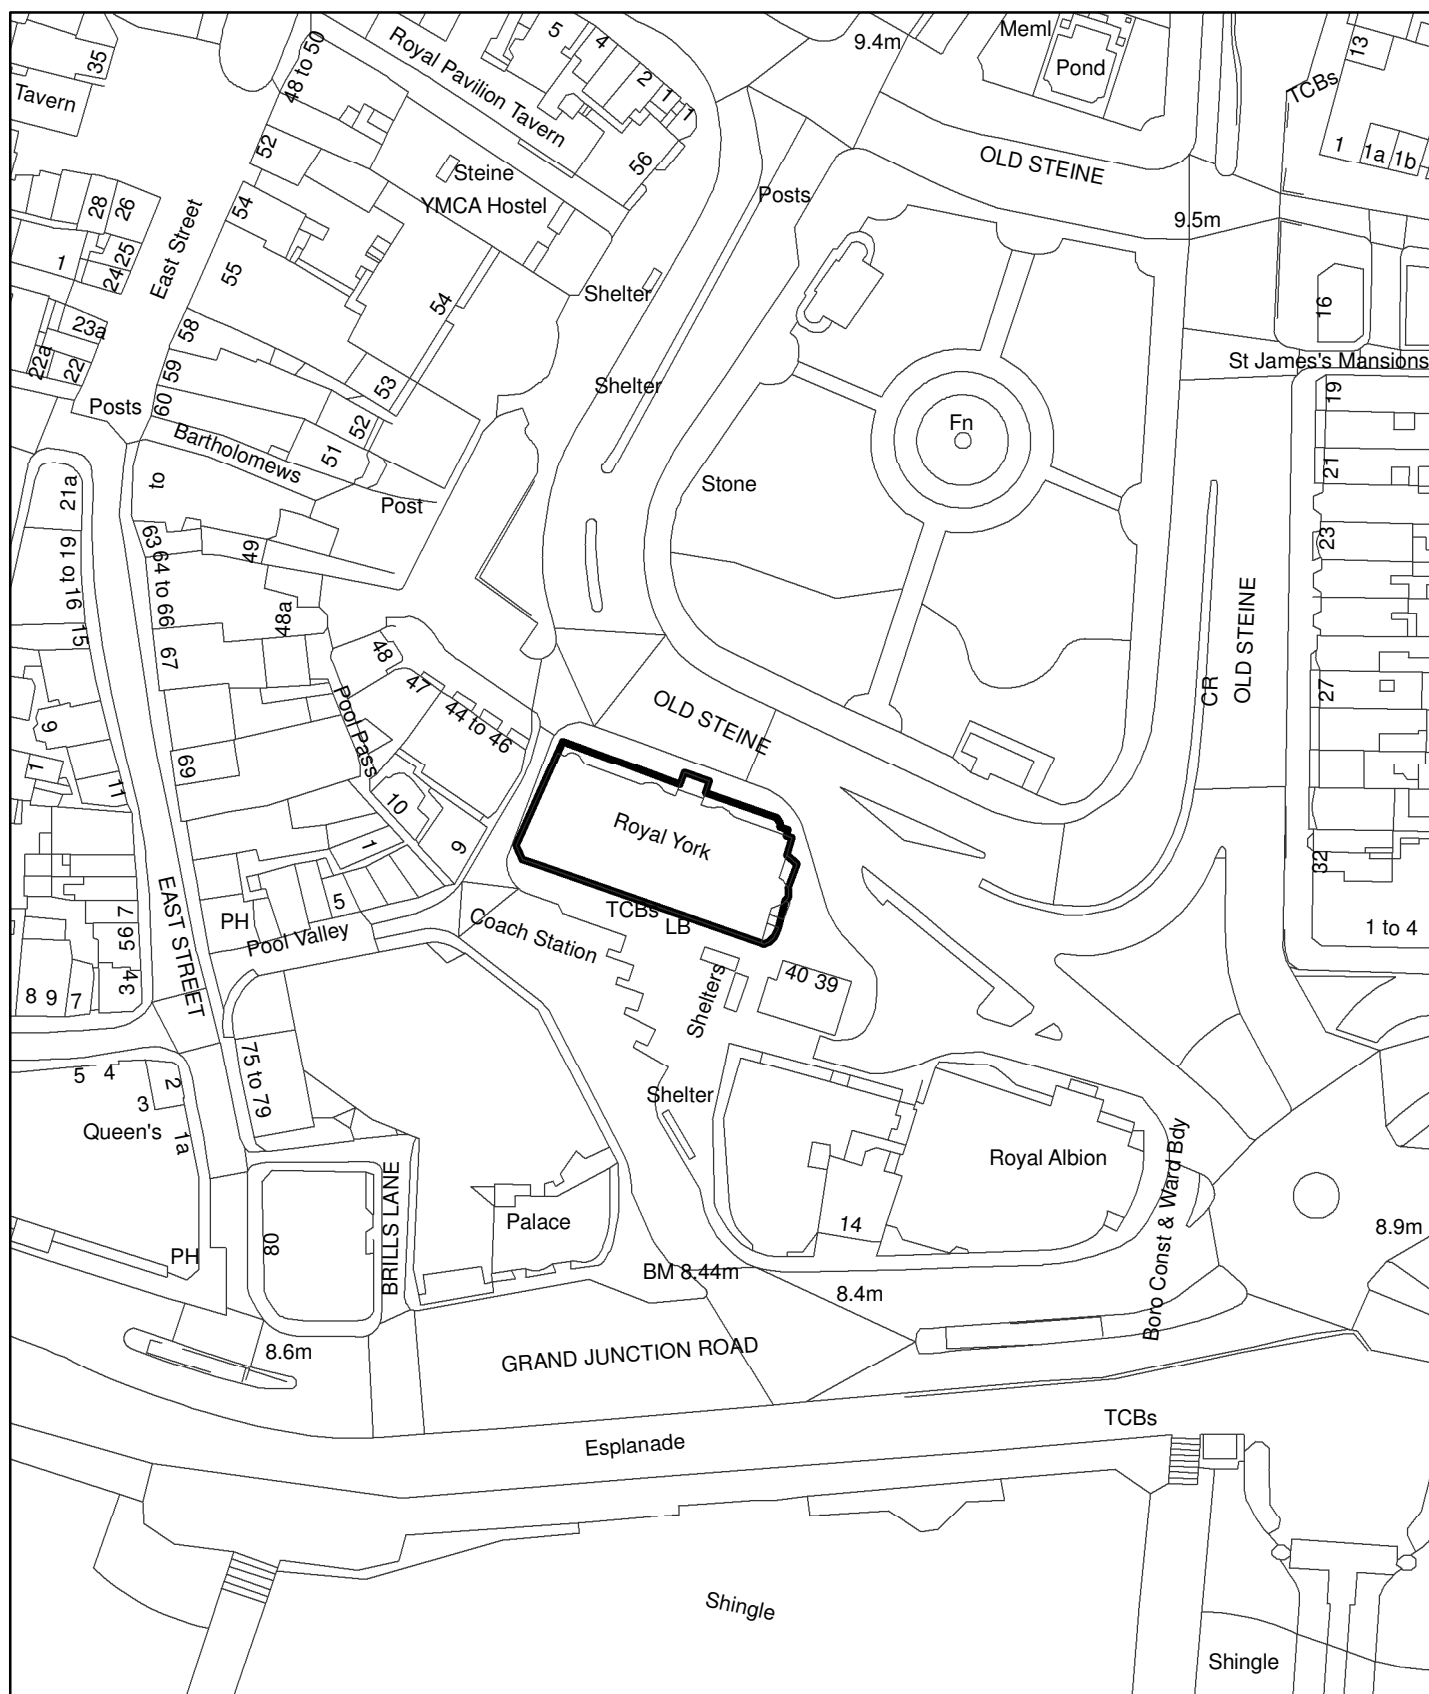 35
Tavern
48 to 50
Royal Pavilion Tavern
5
4
2
1
1
9.4m
Meml
Pond
13
TCBs
1
1a
1b
OLD STEINE
52
Steine
YMCA Hostel
56
Posts
9.5m
28
26
54
East Street
25
24
1
55
Shelter
54
16
St James's Mansions
23a
22a
22
58
59
60
53
Shelter
19
Posts
Bartholomews
52
51
Fn
21
21a
to
Post
Stone
23
63
64 to 66
49
16 to 19
15
48a
67
48
47
44 to 46
Pool Pass
OLD STEINE
CR
OLD STEINE
27
9
1
11
69
10
9
1
5
Royal York
32
PH
Pool Valley
Coach Station
TCBs
LB
1 to 4
EAST STREET
7
6
5
4
3
8
9
7
40
39
Shelters
75 to 79
5
4
2
3
Queen's
1a
Shelter
Royal Albion
Boro Const & Ward Bdy
BRILLS LANE
Palace
14
80
PH
8.9m
BM 8.44m
8.4m
8.6m
GRAND JUNCTION ROAD
TCBs
Esplanade
Shingle
Shingle